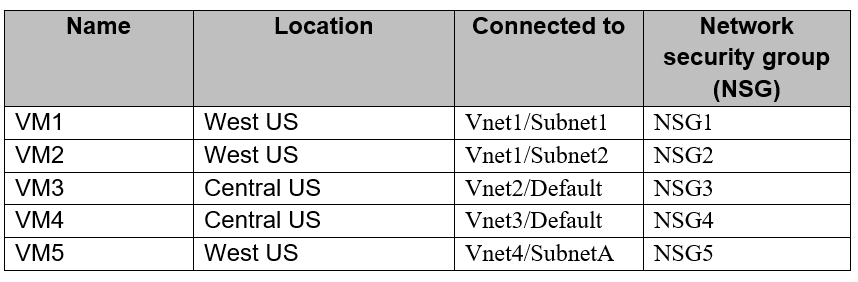 Name Location Connected to Network
security group
(NSG)
VM1 West US Vnet1/Subnet1 NSG1
VM2 West US Vnet1/Subnet2 NSG2
VM3 Central US Vnet2/Default NSG3
VM4 Central US Vnet3/Default NSG4
VM5 West US Vnet4/SubnetA NSG5